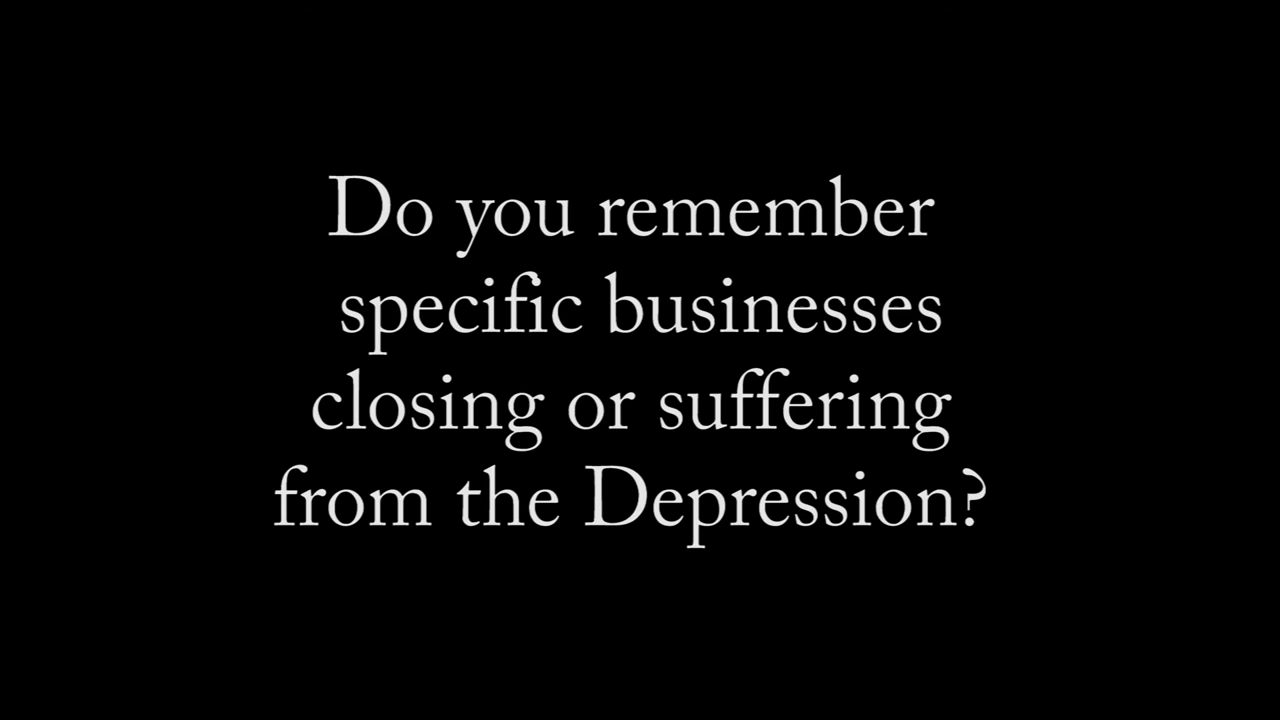 Do you remember
specific businesses
closing or suffering
from the Depression?